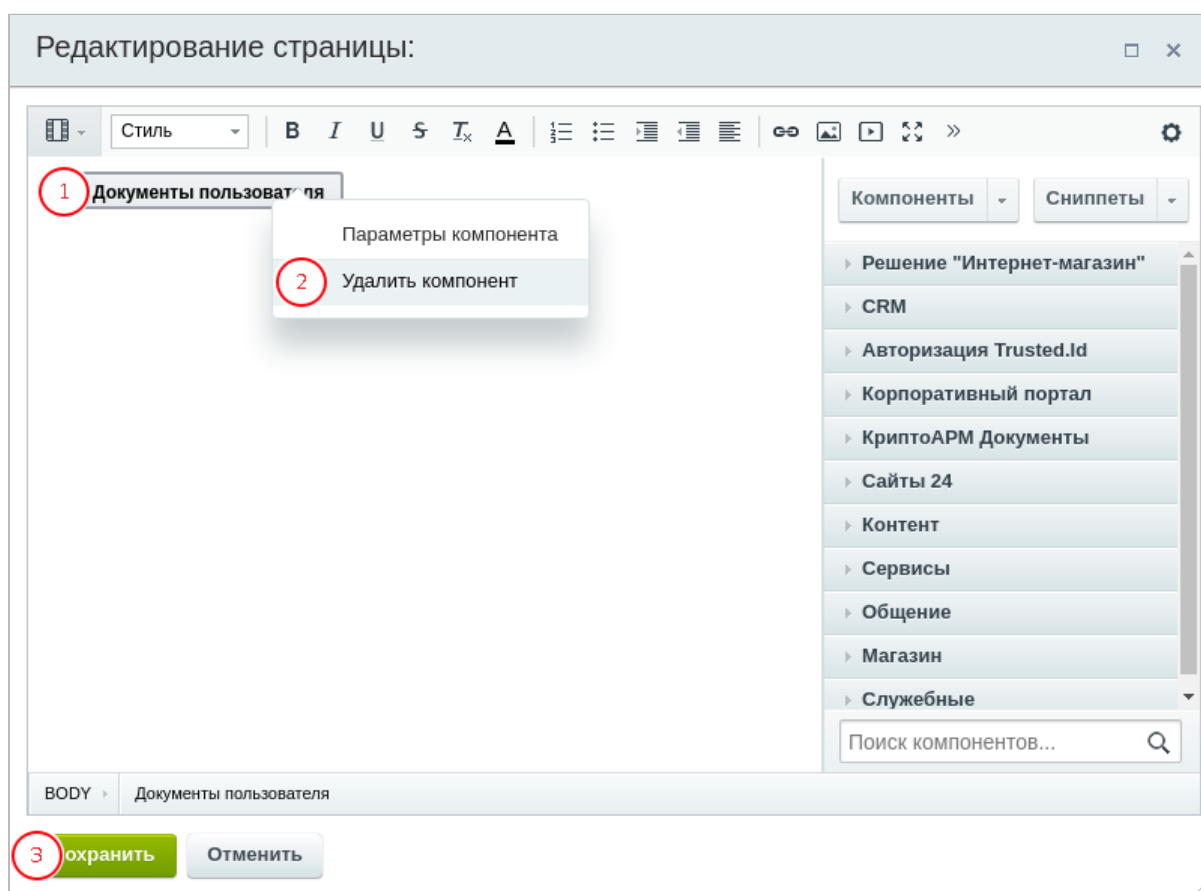 Редактирование страницы:
Стиль
B I U S Tx A
1 Документы пользователя
Параметры компонента
2 Удалить компонент
Компоненты
Сниппеты
Решение "Интернет-магазин"
CRM
Авторизация Trusted.Id
Корпоративный портал
КриптоАРМ Документы
Сайты 24
Контент
Сервисы
Общение
Магазин
Служебные
Поиск компонентов...
BODY Документы пользователя
3 охранить
Отменить